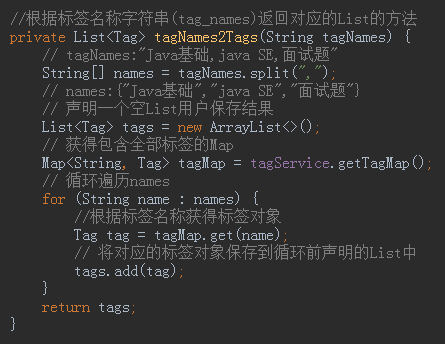 //根据标签名称字符串(tag_names)返回对应的List的方法
private List<Tag> tagNames2Tags(String tagNames) {
    // tagNames:"Java基础,java SE,面试题"
    String[] names = tagNames.split(",");
    // names:{"Java基础","java SE","面试题"}
    // 声明一个空List用户保存结果
    List<Tag> tags = new ArrayList<>();
    // 获得包含全部标签的Map
    Map<String, Tag> tagMap = tagService.getTagMap();
    // 循环遍历names
    for (String name : names) {
        //根据标签名称获得标签对象
        Tag tag = tagMap.get(name);
        // 将对应的标签对象保存到循环前声明的List中
        tags.add(tag);
    }
    return tags;
}